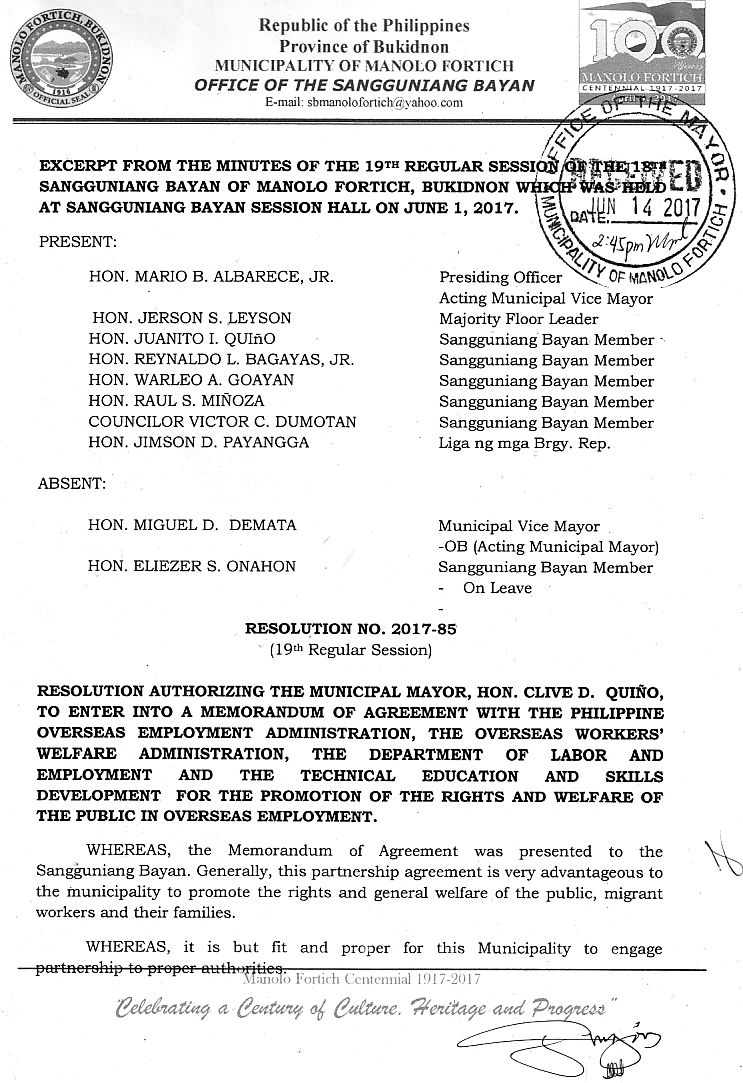 MANOLO FORTICH, BUKIDNON
1916
OFFICIAL SEAL
Republic of the Philippines
Province of Bukidnon
MUNICIPALITY OF MANOLO FORTICH
OFFICE OF THE SANGGUNIANG BAYAN
E-mail: sbmanolofortich@yahoo.com
100
Years
MANOLO FORTICH
CENTENNIAL 1917-2017
OFFICE OF THE MAYOR
RECEIVED
DATE: JUN 14 2017
2:45pm
MUNICIPALITY OF MANOLO FORTICH
EXCERPT FROM THE MINUTES OF THE 19TH REGULAR SESSION OF THE 18TH
SANGGUNIANG BAYAN OF MANOLO FORTICH, BUKIDNON WHICH WAS HELD
AT SANGGUNIANG BAYAN SESSION HALL ON JUNE 1, 2017.
PRESENT:
HON. MARIO B. ALBARECE, JR. Presiding Officer
Acting Municipal Vice Mayor
HON. JERSON S. LEYSON Majority Floor Leader
HON. JUANITO I. QUIñO Sangguniang Bayan Member
HON. REYNALDO L. BAGAYAS, JR. Sangguniang Bayan Member
HON. WARLEO A. GOAYAN Sangguniang Bayan Member
HON. RAUL S. MIÑOZA Sangguniang Bayan Member
COUNCILOR VICTOR C. DUMOTAN Sangguniang Bayan Member
HON. JIMSON D. PAYANGGA Liga ng mga Brgy. Rep.
ABSENT:
HON. MIGUEL D. DEMATA Municipal Vice Mayor
-OB (Acting Municipal Mayor)
HON. ELIEZER S. ONAHON Sangguniang Bayan Member
- On Leave
-
RESOLUTION NO. 2017-85
(19th Regular Session)
RESOLUTION AUTHORIZING THE MUNICIPAL MAYOR, HON. CLIVE D. QUIÑO,
TO ENTER INTO A MEMORANDUM OF AGREEMENT WITH THE PHILIPPINE
OVERSEAS EMPLOYMENT ADMINISTRATION, THE OVERSEAS WORKERS'
WELFARE ADMINISTRATION, THE DEPARTMENT OF LABOR AND
EMPLOYMENT AND THE TECHNICAL EDUCATION AND SKILLS
DEVELOPMENT FOR THE PROMOTION OF THE RIGHTS AND WELFARE OF
THE PUBLIC IN OVERSEAS EMPLOYMENT.
WHEREAS, the Memorandum of Agreement was presented to the
Sangguniang Bayan. Generally, this partnership agreement is very advantageous to
the municipality to promote the rights and general welfare of the public, migrant
workers and their families.
WHEREAS, it is but fit and proper for this Municipality to engage
partnership to proper authorities.
Manolo Fortich Centennial 1917-2017
"Celebrating a Century of Culture, Heritage and Progress"